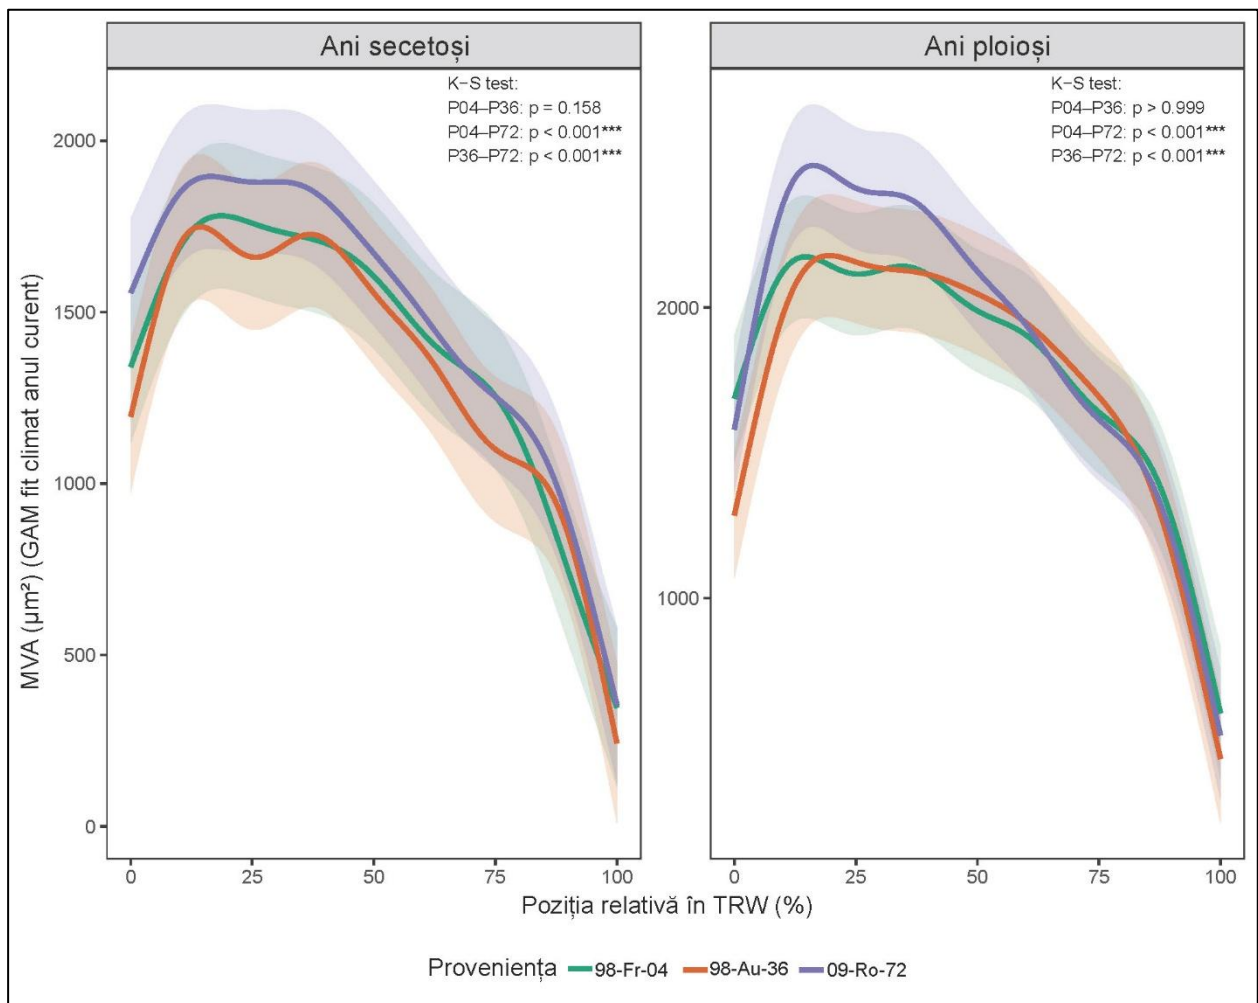 Ani secetoși
Ani ploioși
K−S test:
P04−P36: p = 0.158
P04−P72: p < 0.001***
P36−P72: p < 0.001***
K−S test:
P04−P36: p > 0.999
P04−P72: p < 0.001***
P36−P72: p < 0.001***
MVA (µm²) (GAM fit climat anul curent)
2000
1500
1000
500
0
2000
1000
0 25 50 75 100
0 25 50 75 100
Poziția relativă în TRW (%)
Proveniența 98-Fr-04 98-Au-36 09-Ro-72